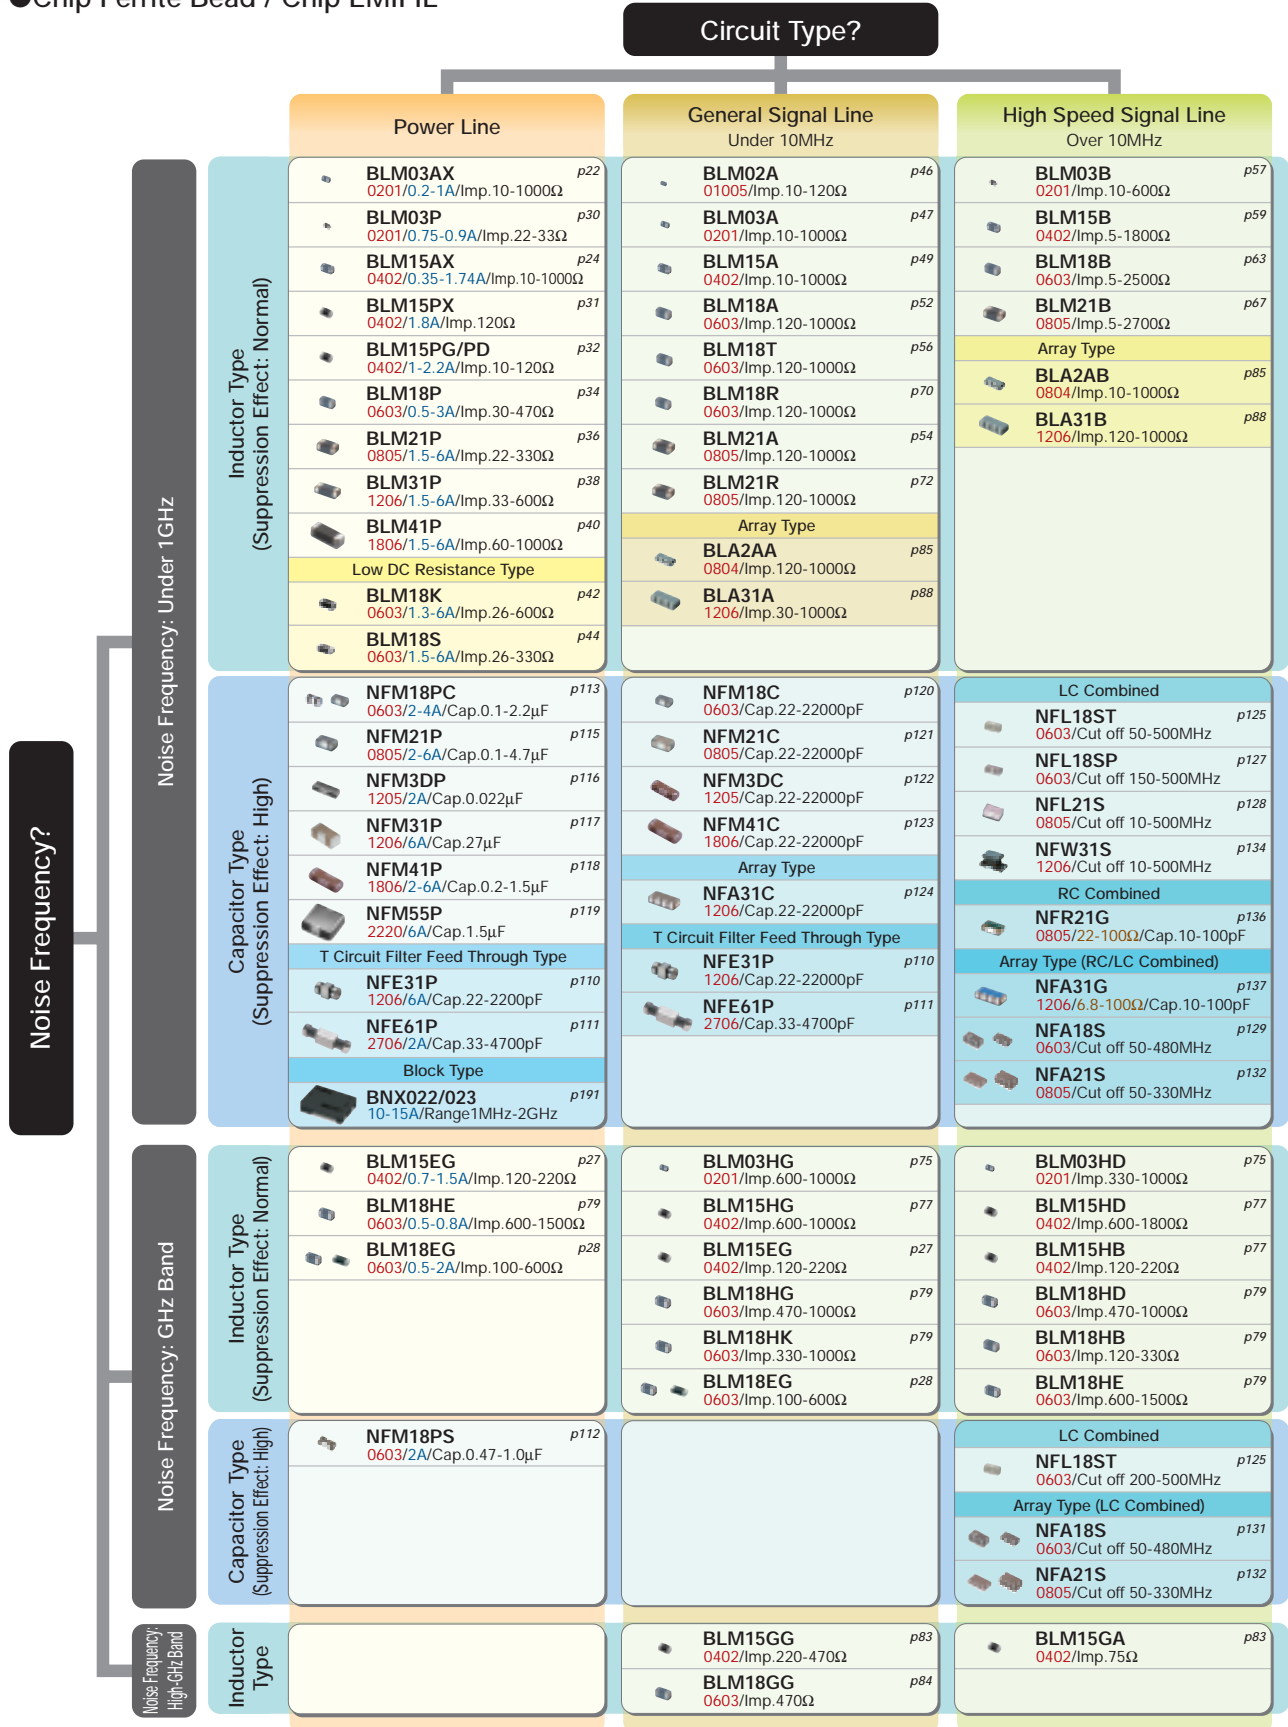 ●Chip Ferrite Bead / Chip EMIFIL
Circuit Type?
Power Line
General Signal Line
Under 10MHz
High Speed Signal Line
Over 10MHz
Noise Frequency?
Noise Frequency: Under 1GHz
Inductor Type
(Suppression Effect: Normal)
BLM03AX p22
0201/0.2-1A/Imp.10-1000Ω
BLM03P p30
0201/0.75-0.9A/Imp.22-33Ω
BLM15AX p24
0402/0.35-1.74A/Imp.10-1000Ω
BLM15PX p31
0402/1.8A/Imp.120Ω
BLM15PG/PD p32
0402/1-2.2A/Imp.10-120Ω
BLM18P p34
0603/0.5-3A/Imp.30-470Ω
BLM21P p36
0805/1.5-6A/Imp.22-330Ω
BLM31P p38
1206/1.5-6A/Imp.33-600Ω
BLM41P p40
1806/1.5-6A/Imp.60-1000Ω
Low DC Resistance Type
BLM18K p42
0603/1.3-6A/Imp.26-600Ω
BLM18S p44
0603/1.5-6A/Imp.26-330Ω
BLM02A p46
01005/Imp.10-120Ω
BLM03A p47
0201/Imp.10-1000Ω
BLM15A p49
0402/Imp.10-1000Ω
BLM18A p52
0603/Imp.120-1000Ω
BLM18T p56
0603/Imp.120-1000Ω
BLM18R p70
0603/Imp.120-1000Ω
BLM21A p54
0805/Imp.120-1000Ω
BLM21R p72
0805/Imp.120-1000Ω
Array Type
BLA2AA p85
0804/Imp.120-1000Ω
BLA31A p88
1206/Imp.30-1000Ω
BLM03B p57
0201/Imp.10-600Ω
BLM15B p59
0402/Imp.5-1800Ω
BLM18B p63
0603/Imp.5-2500Ω
BLM21B p67
0805/Imp.5-2700Ω
Array Type
BLA2AB p85
0804/Imp.10-1000Ω
BLA31B p88
1206/Imp.120-1000Ω
Capacitor Type
(Suppression Effect: High)
NFM18PC p113
0603/2-4A/Cap.0.1-2.2µF
NFM21P p115
0805/2-6A/Cap.0.1-4.7µF
NFM3DP p116
1205/2A/Cap.0.022µF
NFM31P p117
1206/6A/Cap.27µF
NFM41P p118
1806/2-6A/Cap.0.2-1.5µF
NFM55P p119
2220/6A/Cap.1.5µF
T Circuit Filter Feed Through Type
NFE31P p110
1206/6A/Cap.22-2200pF
NFE61P p111
2706/2A/Cap.33-4700pF
Block Type
BNX022/023 p191
10-15A/Range1MHz-2GHz
NFM18C p120
0603/Cap.22-22000pF
NFM21C p121
0805/Cap.22-22000pF
NFM3DC p122
1205/Cap.22-22000pF
NFM41C p123
1806/Cap.22-22000pF
Array Type
NFA31C p124
1206/Cap.22-22000pF
T Circuit Filter Feed Through Type
NFE31P p110
1206/Cap.22-22000pF
NFE61P p111
2706/Cap.33-4700pF
LC Combined
NFL18ST p125
0603/Cut off 50-500MHz
NFL18SP p127
0603/Cut off 150-500MHz
NFL21S p128
0805/Cut off 10-500MHz
NFW31S p134
1206/Cut off 10-500MHz
RC Combined
NFR21G p136
0805/22-100Ω/Cap.10-100pF
Array Type (RC/LC Combined)
NFA31G p137
1206/6.8-100Ω/Cap.10-100pF
NFA18S p129
0603/Cut off 50-480MHz
NFA21S p132
0805/Cut off 50-330MHz
Noise Frequency: GHz Band
Inductor Type
(Suppression Effect: Normal)
BLM15EG p27
0402/0.7-1.5A/Imp.120-220Ω
BLM18HE p79
0603/0.5-0.8A/Imp.600-1500Ω
BLM18EG p28
0603/0.5-2A/Imp.100-600Ω
BLM03HG p75
0201/Imp.600-1000Ω
BLM15HG p77
0402/Imp.600-1000Ω
BLM15EG p27
0402/Imp.120-220Ω
BLM18HG p79
0603/Imp.470-1000Ω
BLM18HK p79
0603/Imp.330-1000Ω
BLM18EG p28
0603/Imp.100-600Ω
BLM03HD p75
0201/Imp.330-1000Ω
BLM15HD p77
0402/Imp.600-1800Ω
BLM15HB p77
0402/Imp.120-220Ω
BLM18HD p79
0603/Imp.470-1000Ω
BLM18HB p79
0603/Imp.120-330Ω
BLM18HE p79
0603/Imp.600-1500Ω
Capacitor Type
(Suppression Effect: High)
NFM18PS p112
0603/2A/Cap.0.47-1.0µF
LC Combined
NFL18ST p125
0603/Cut off 200-500MHz
Array Type (LC Combined)
NFA18S p131
0603/Cut off 50-480MHz
NFA21S p132
0805/Cut off 50-330MHz
Noise Frequency:
High-GHz Band
Inductor
Type
BLM15GG p83
0402/Imp.220-470Ω
BLM18GG p84
0603/Imp.470Ω
BLM15GA p83
0402/Imp.75Ω